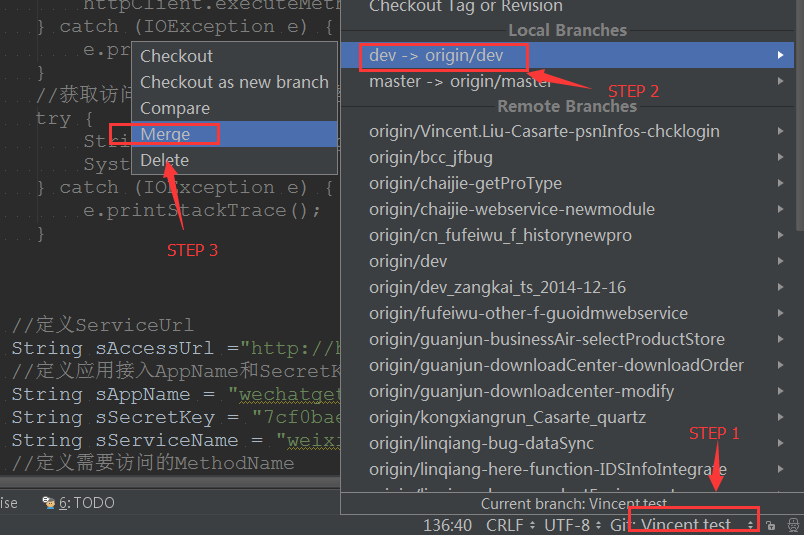 httpClient.executeMeth
} catch (IOException e) {
e.pr
}
//获取访问
try {
Stri
Syst
} catch (IOException e) {
e.printStackTrace();
}
//定义ServiceUrl
String sAccessUrl ="http://h
//定义应用接入AppName和SecretK
String sAppName = "wechatget
String sSecretKey = "7cf0bae
String sServiceName = "weixi
//定义需要访问的MethodName
Checkout
Checkout as new branch
Compare
Merge
Delete
STEP 3
Checkout Tag or Revision
Local Branches
dev -> origin/dev
STEP 2
master -> origin/master
Remote Branches
origin/Vincent.Liu-Casarte-psnInfos-chcklogin
origin/bcc_jfbug
origin/chaijie-getProType
origin/chaijie-webservice-newmodule
origin/cn_fufeiwu_f_historynewpro
origin/dev
origin/dev_zangkai_ts_2014-12-16
origin/fufeiwu-other-f-guoidmwebservice
origin/guanjun-businessAir-selectProductStore
origin/guanjun-downloadCenter-downloadOrder
origin/guanjun-downloadcenter-modify
origin/kongxiangrun_Casarte_quartz
origin/linqiang-bug-dataSync
STEP 1
origin/linqiang-here-function-IDSInfoIntegrate
Current branch: Vincent test
ise
6: TODO
136:40 CRLF UTF-8 Git: Vincent test